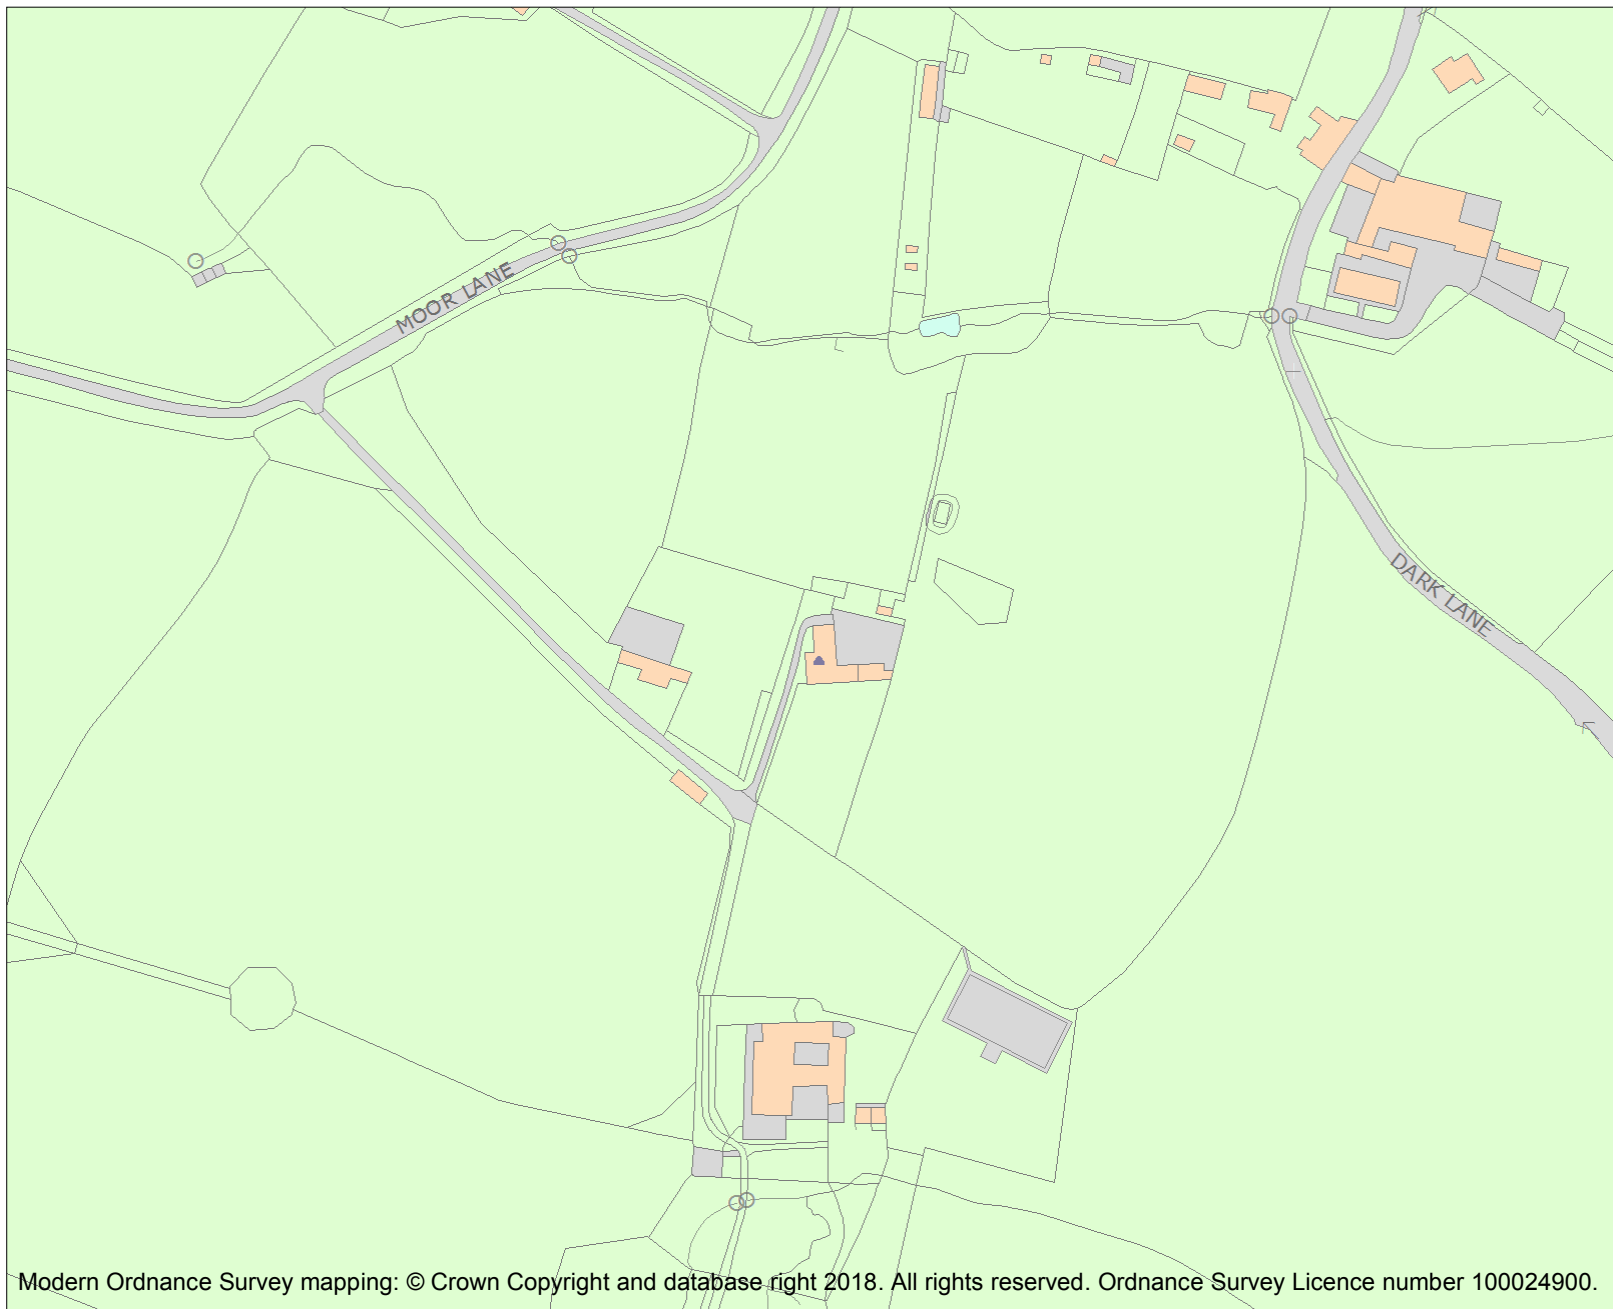 MOOR LANE
DARK LANE
Modern Ordnance Survey mapping: © Crown Copyright and database right 2018. All rights reserved. Ordnance Survey Licence number 100024900.